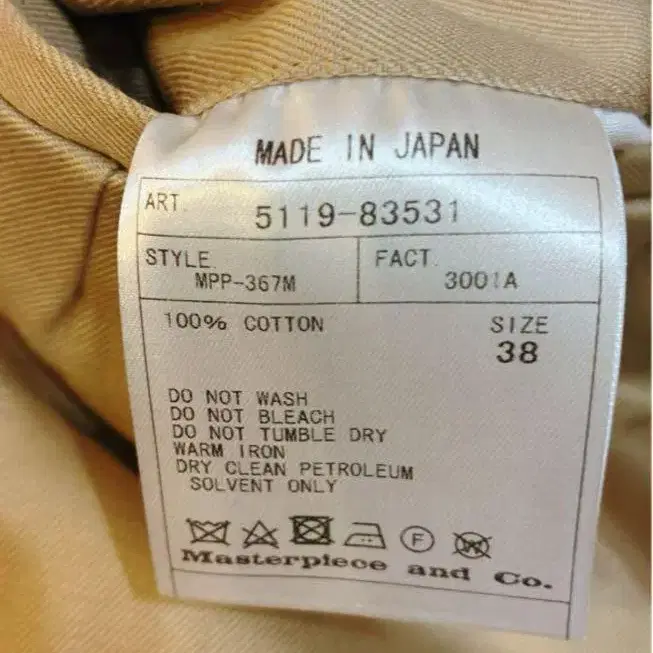 MADE IN JAPAN
ART. 5119-83531
STYLE. FACT.
MPP-367M 3001A
100% COTTON SIZE
38
DO NOT WASH
DO NOT BLEACH
DO NOT TUMBLE DRY
WARM IRON
DRY CLEAN PETROLEUM
SOLVENT ONLY
F W
Masterpiece and Co.